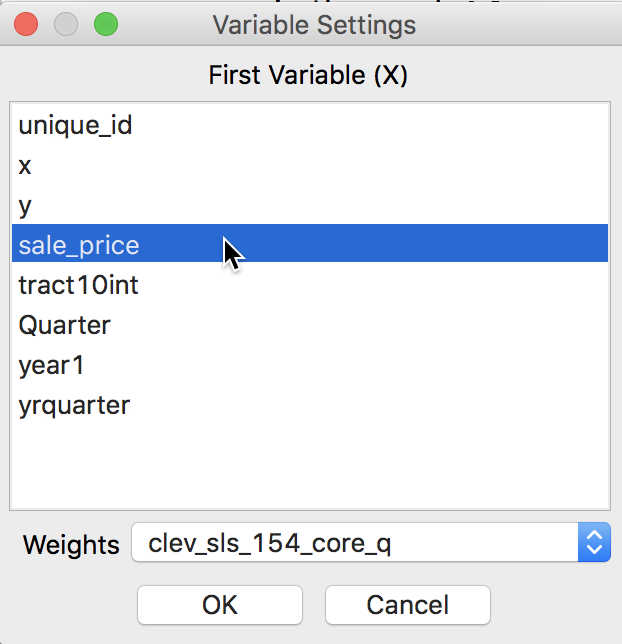 Variable Settings
First Variable (X)
unique_id
x
y
sale_price
tract10int
Quarter
year1
yrquarter
Weights clev_sls_154_core_q
OK Cancel